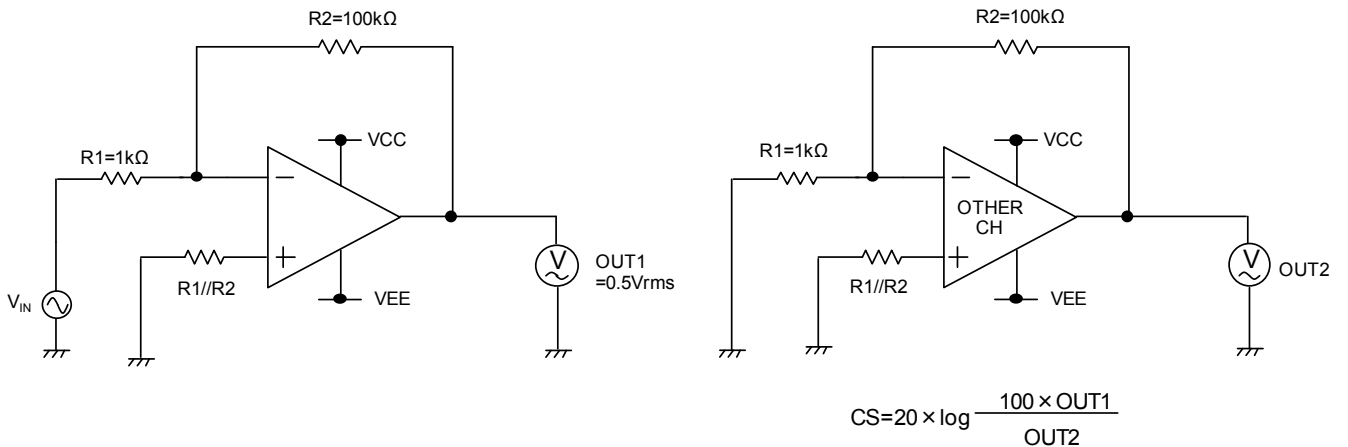 R2=100kΩ
VCC
R1=1kΩ
−
+
R1//R2
VEE
V_IN
V
OUT1
=0.5Vrms
R2=100kΩ
VCC
R1=1kΩ
−
OTHER
CH
+
R1//R2
VEE
V
OUT2
CS=20×log 100×OUT1
OUT2